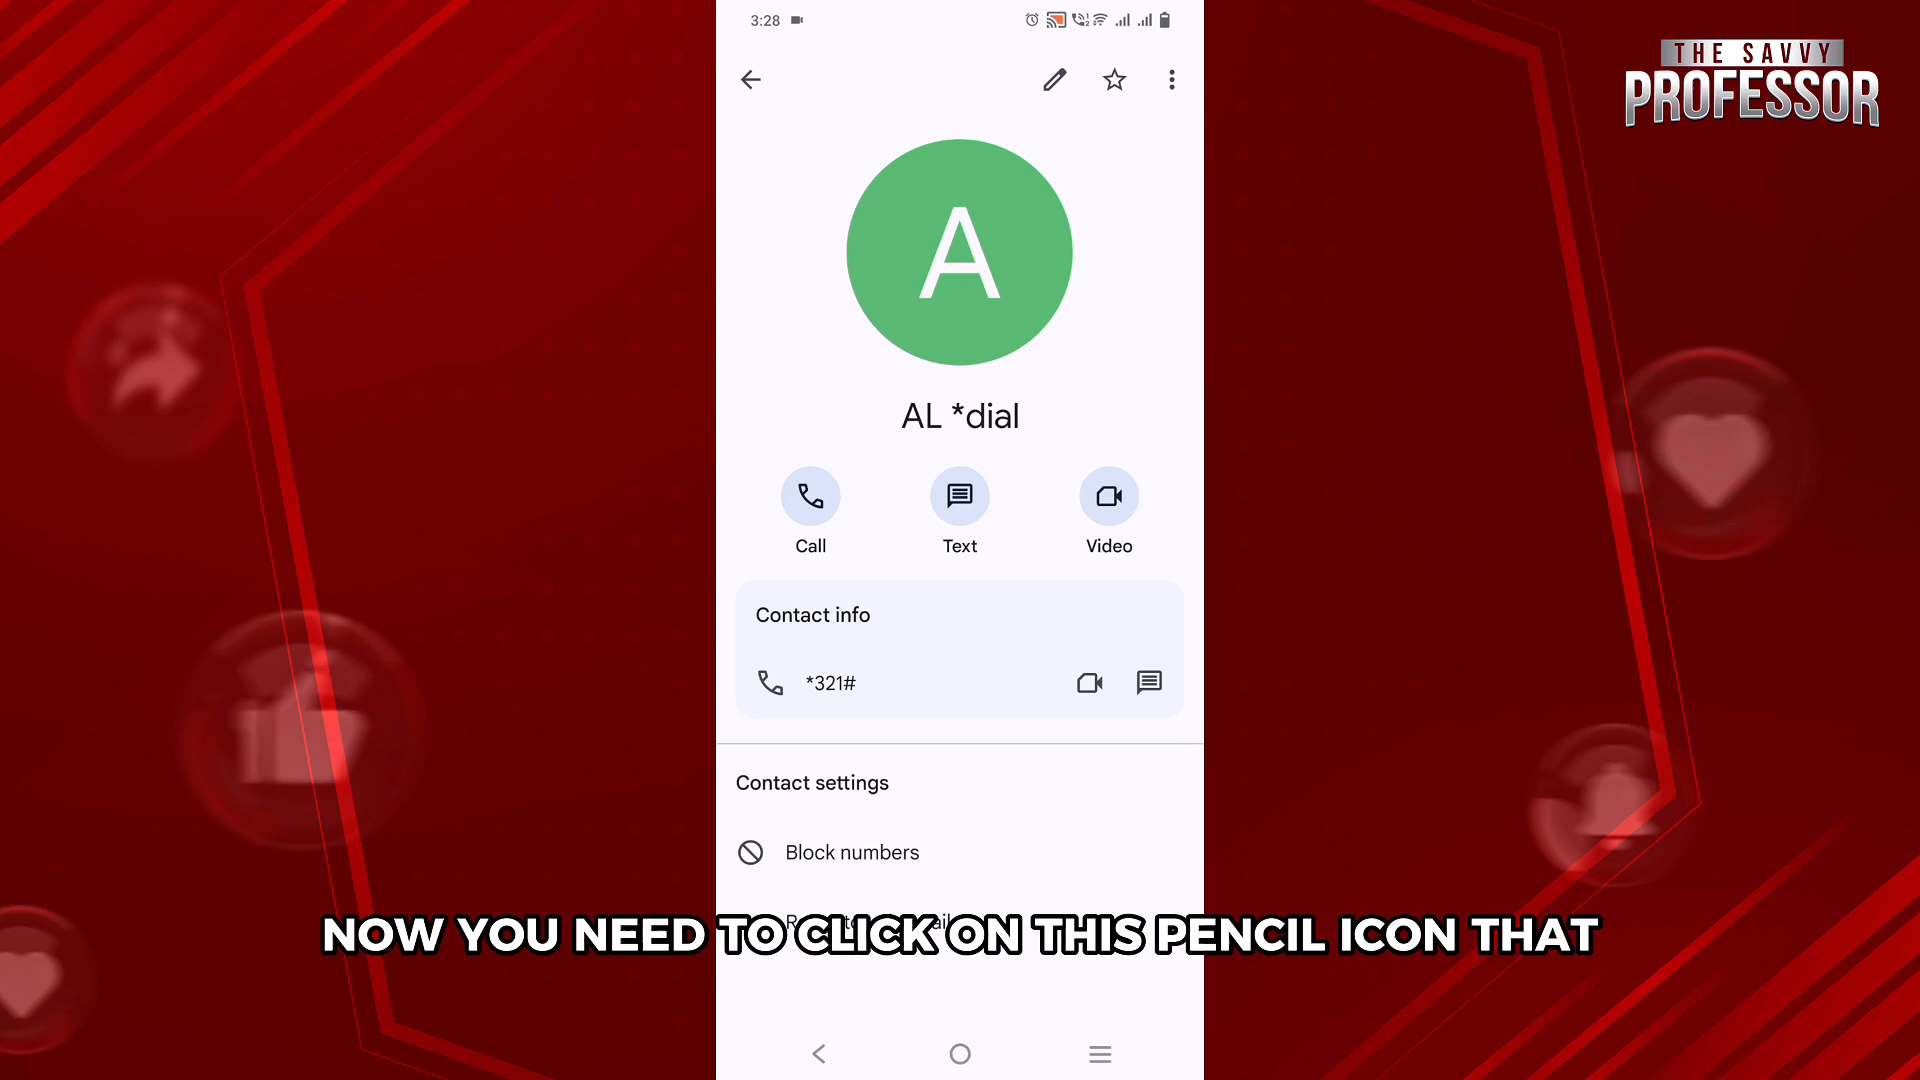 3:28
THE SAVVY
PROFESSOR
A
AL *dial
Call Text Video
Contact info
*321#
Contact settings
Block numbers
NOW YOU NEED TO CLICK ON THIS PENCIL ICON THAT